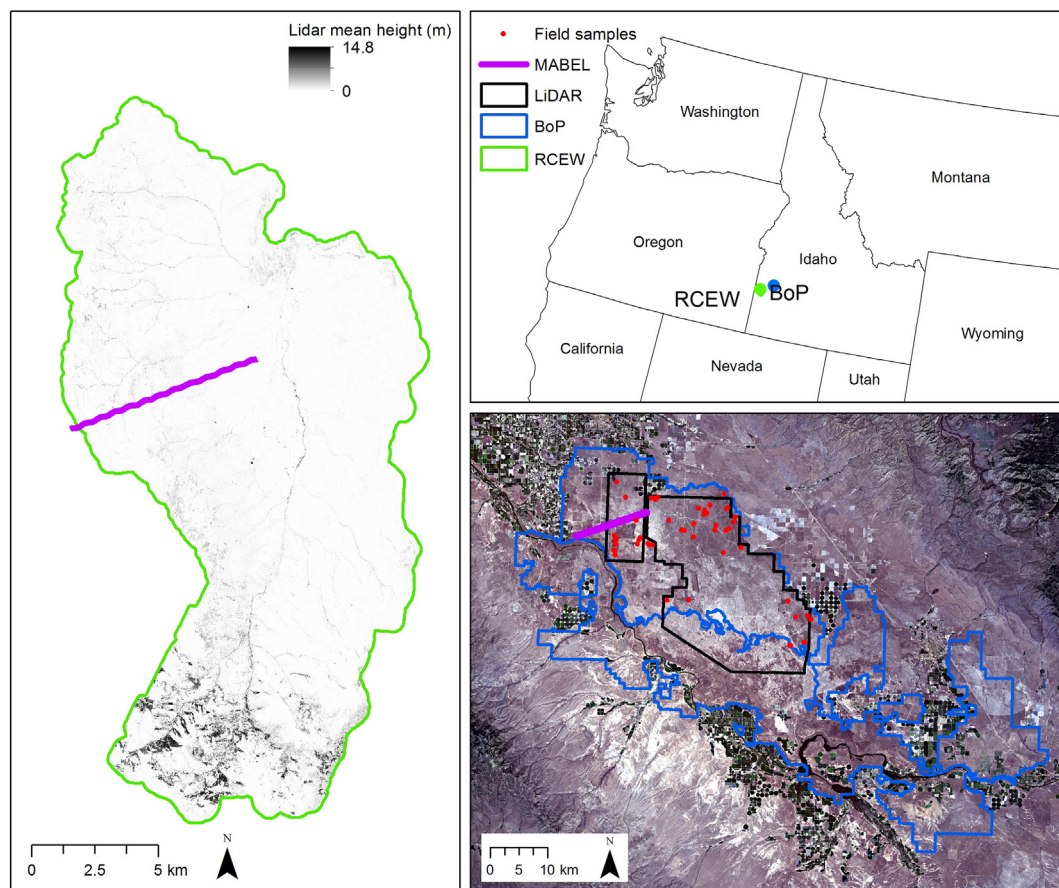 Lidar mean height (m)
14.8
0
N
0 2.5 5 km
Field samples
MABEL
LiDAR
BoP
RCEW
Washington
Montana
Oregon
Idaho
RCEW
BoP
Wyoming
California
Nevada
Utah
N
0 5 10 km